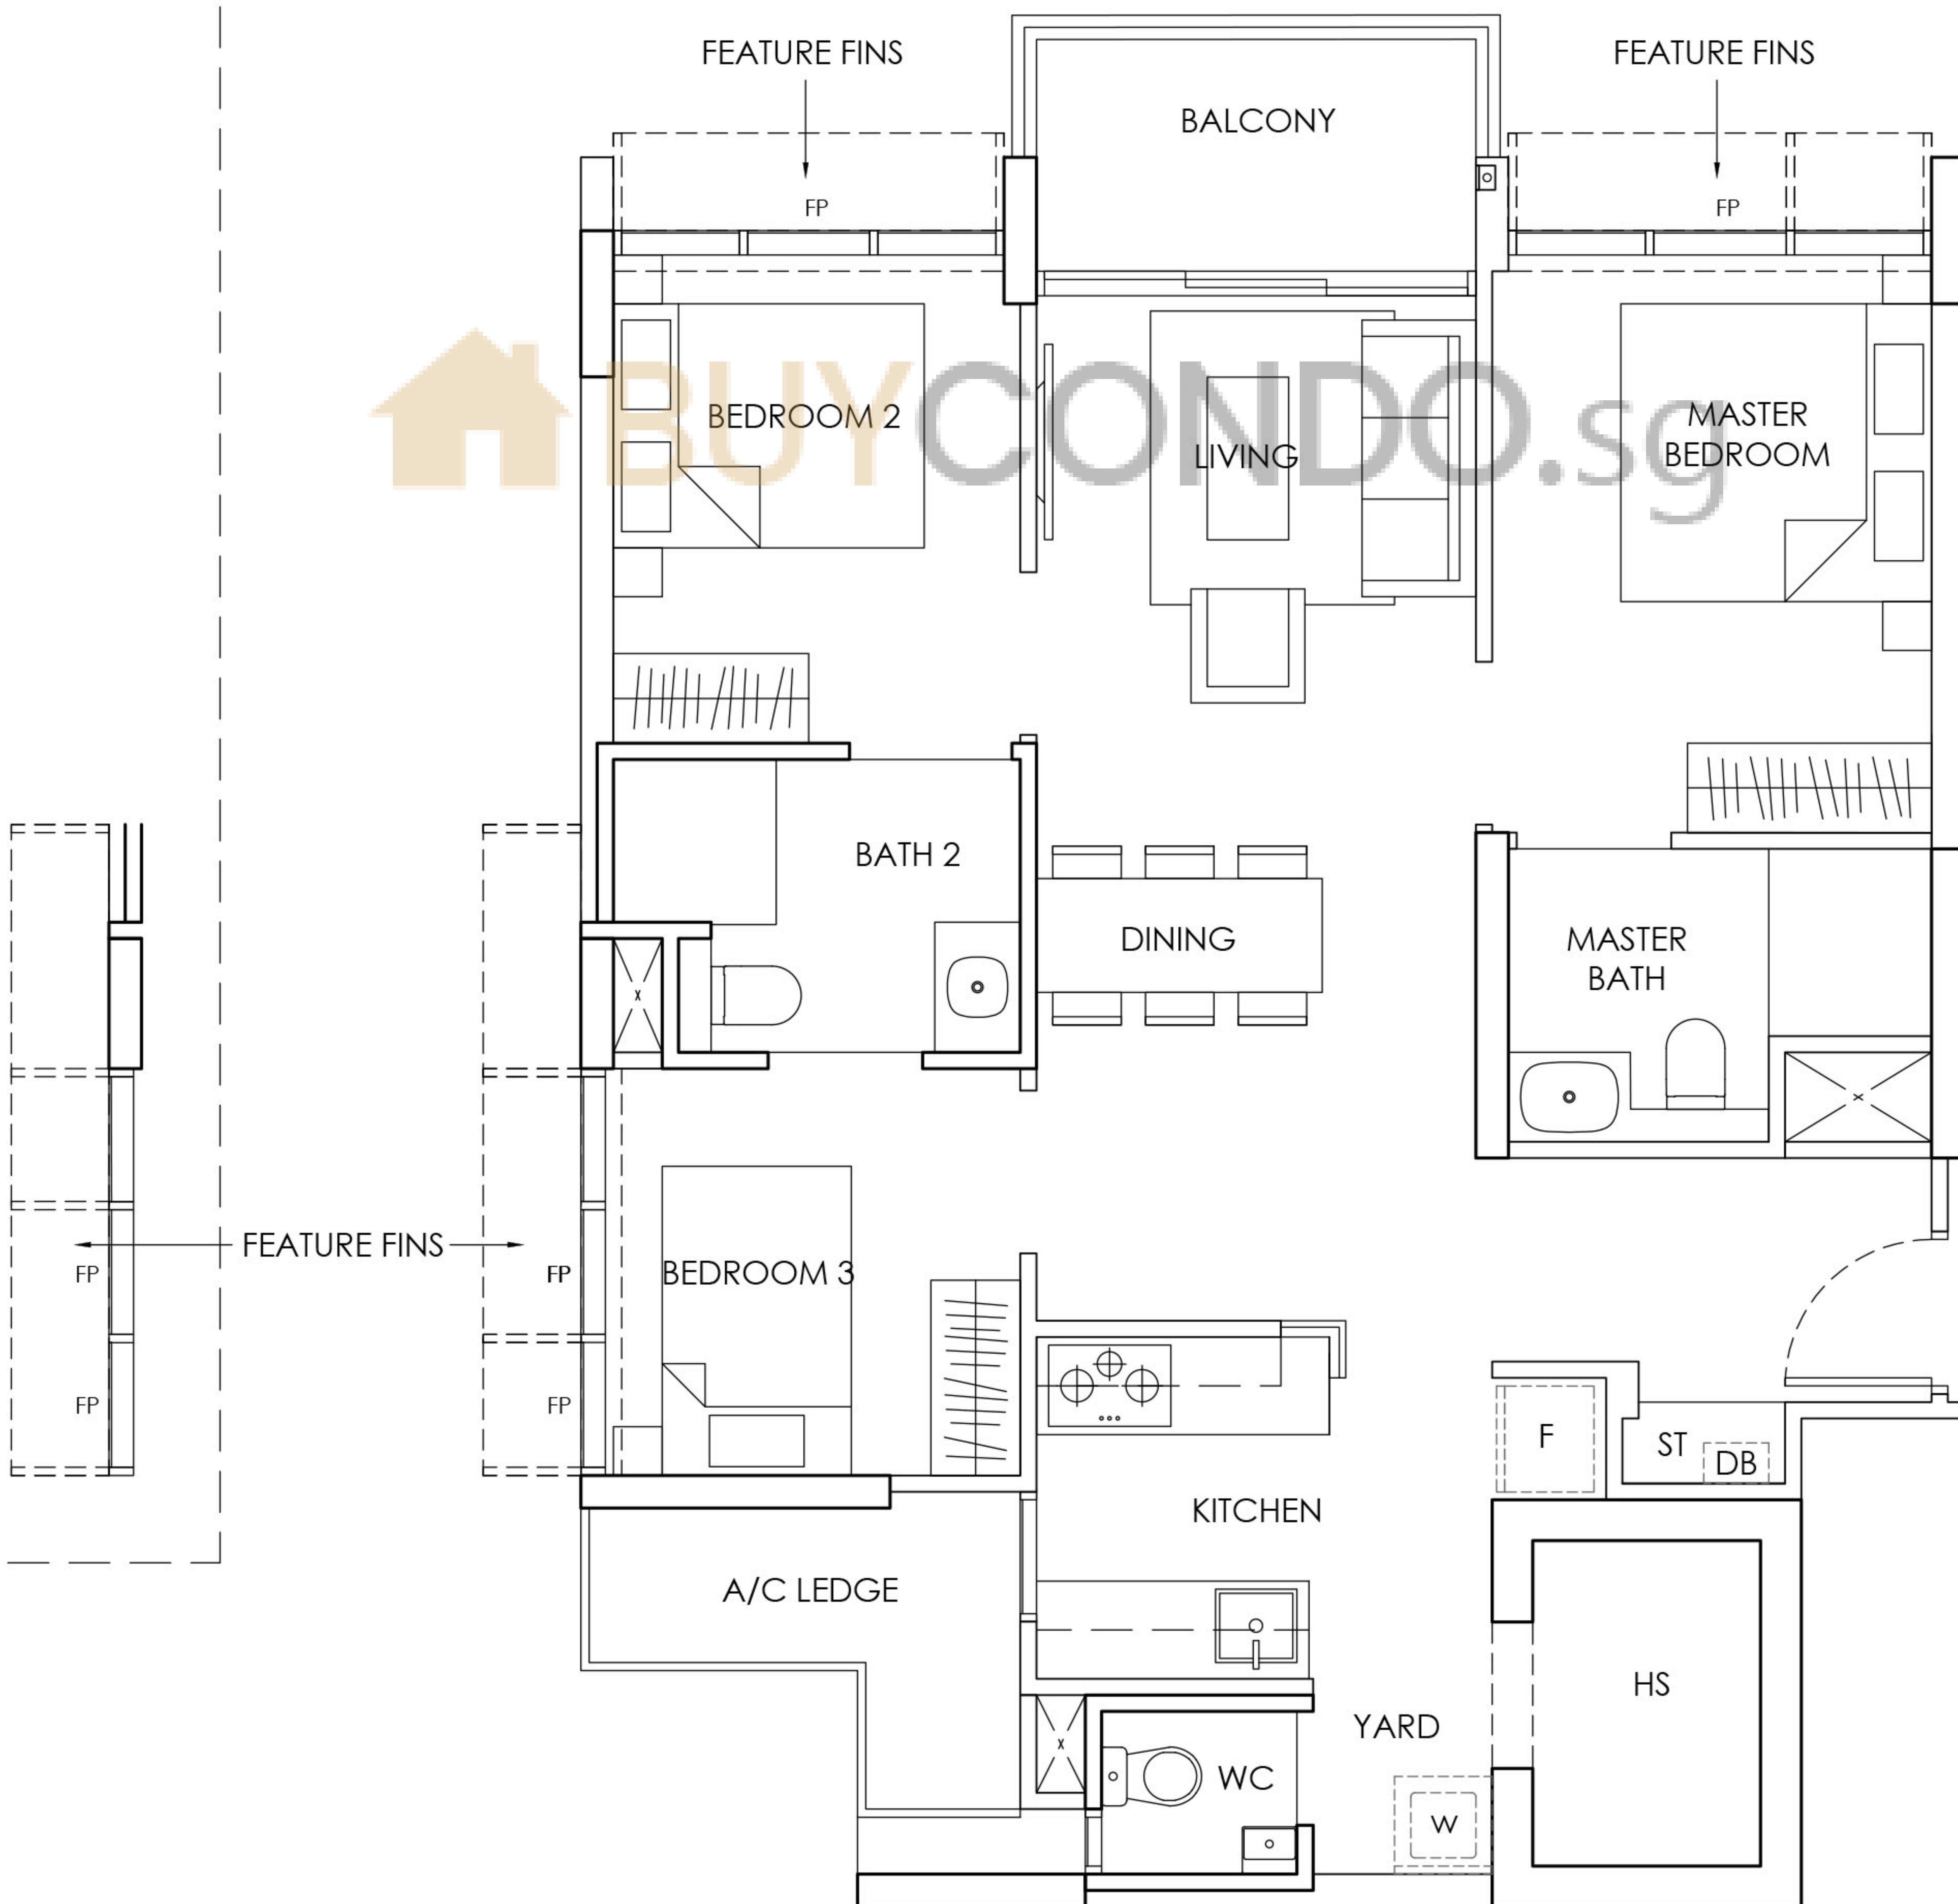 FEATURE FINS
FEATURE FINS
BALCONY
FP
FP
BUYCONDO.sg
BEDROOM 2
LIVING
MASTER
BEDROOM
BATH 2
DINING
MASTER
BATH
X
X
FEATURE FINS
FP
FP
BEDROOM 3
FP
FP
F
ST
DB
KITCHEN
A/C LEDGE
HS
YARD
X
WC
W